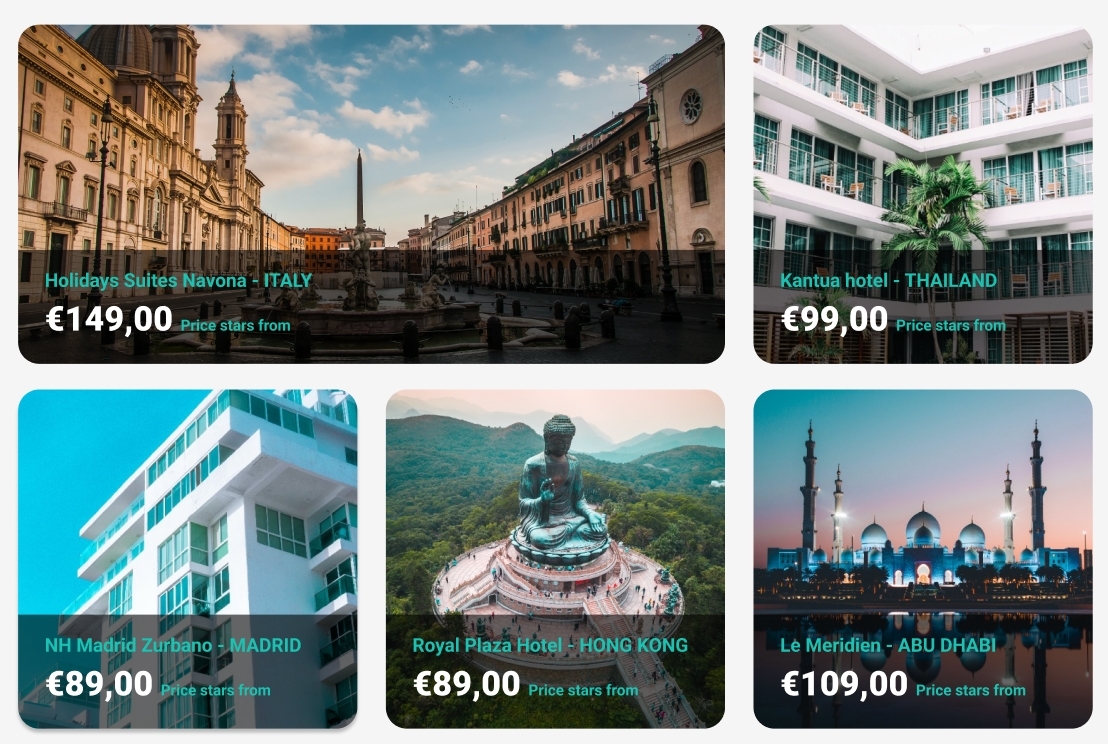 Holidays Suites Navona - ITALY
€149,00 Price stars from
Kantua hotel - THAILAND
€99,00 Price stars from
NH Madrid Zurbano - MADRID
€89,00 Price stars from
Royal Plaza Hotel - HONG KONG
€89,00 Price stars from
Le Meridien - ABU DHABI
€109,00 Price stars from